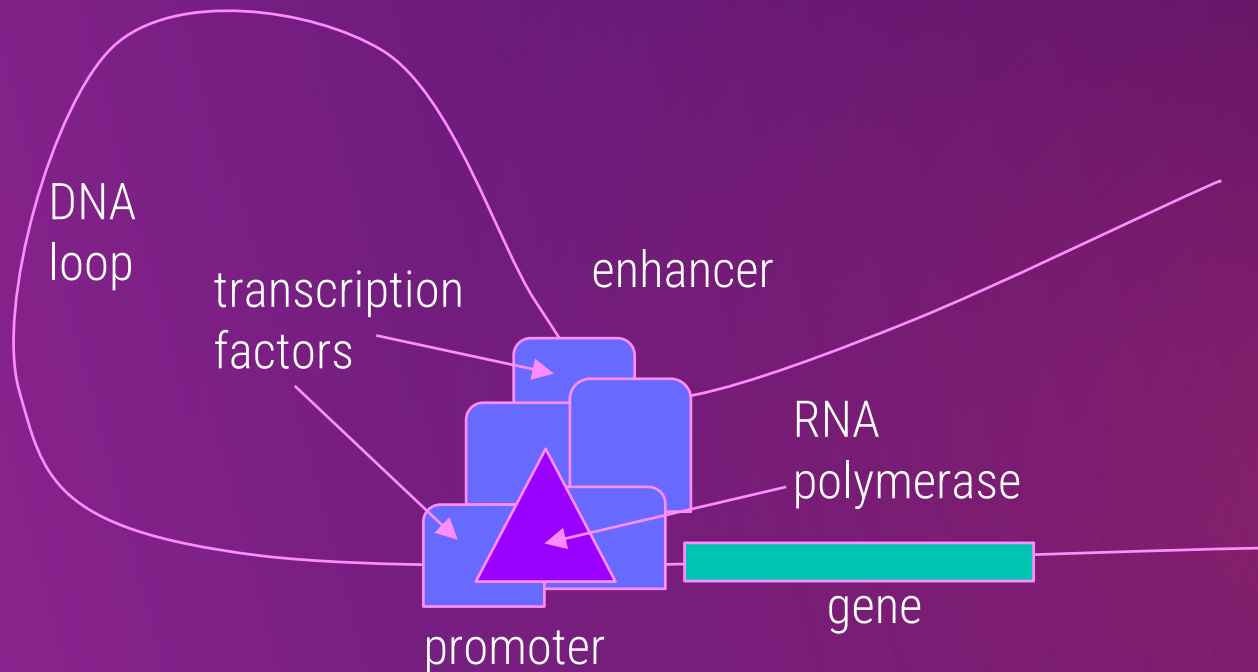 DNA
loop
transcription
factors
enhancer
RNA
polymerase
gene
promoter